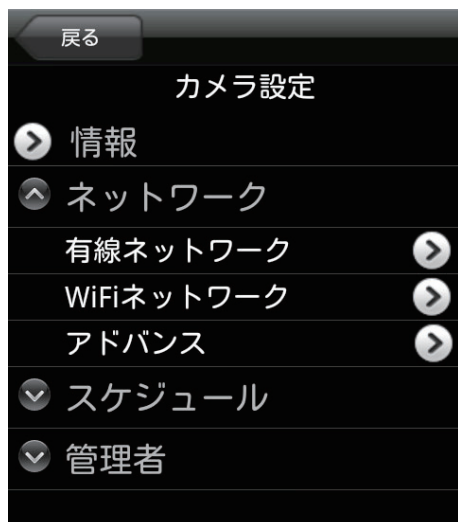 戻る
カメラ設定
情報
ネットワーク
有線ネットワーク
WiFiネットワーク
アドバンス
スケジュール
管理者